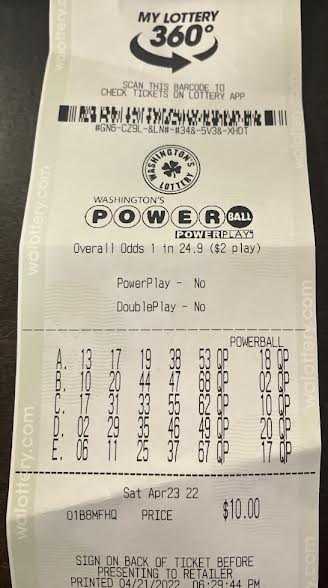 MY LOTTERY
360°
SCAN THIS BARCODE TO
CHECK TICKETS ON LOTTERY APP
WASHINGTON'S LOTTERY
WASHINGTON'S
POWERBALL
POWERPLAY
Overall Odds 1 in 24.9 ($2 play)
PowerPlay - No
DoublePlay - No
POWERBALL
A. 13 17 19 38 53 QP 18 QP
B. 10 20 44 47 68 QP 02 QP
C. 17 31 33 55 62 QP 10 QP
D. 02 29 35 46 49 QP 20 QP
E. 06 11 25 37 67 QP 17 QP
Sat Apr23 22
01B8MFHQ PRICE $10.00
SIGN ON BACK OF TICKET BEFORE
PRESENTING TO RETAILER
PRINTED 04/21/2022 06:29:44 PM
walottery.com